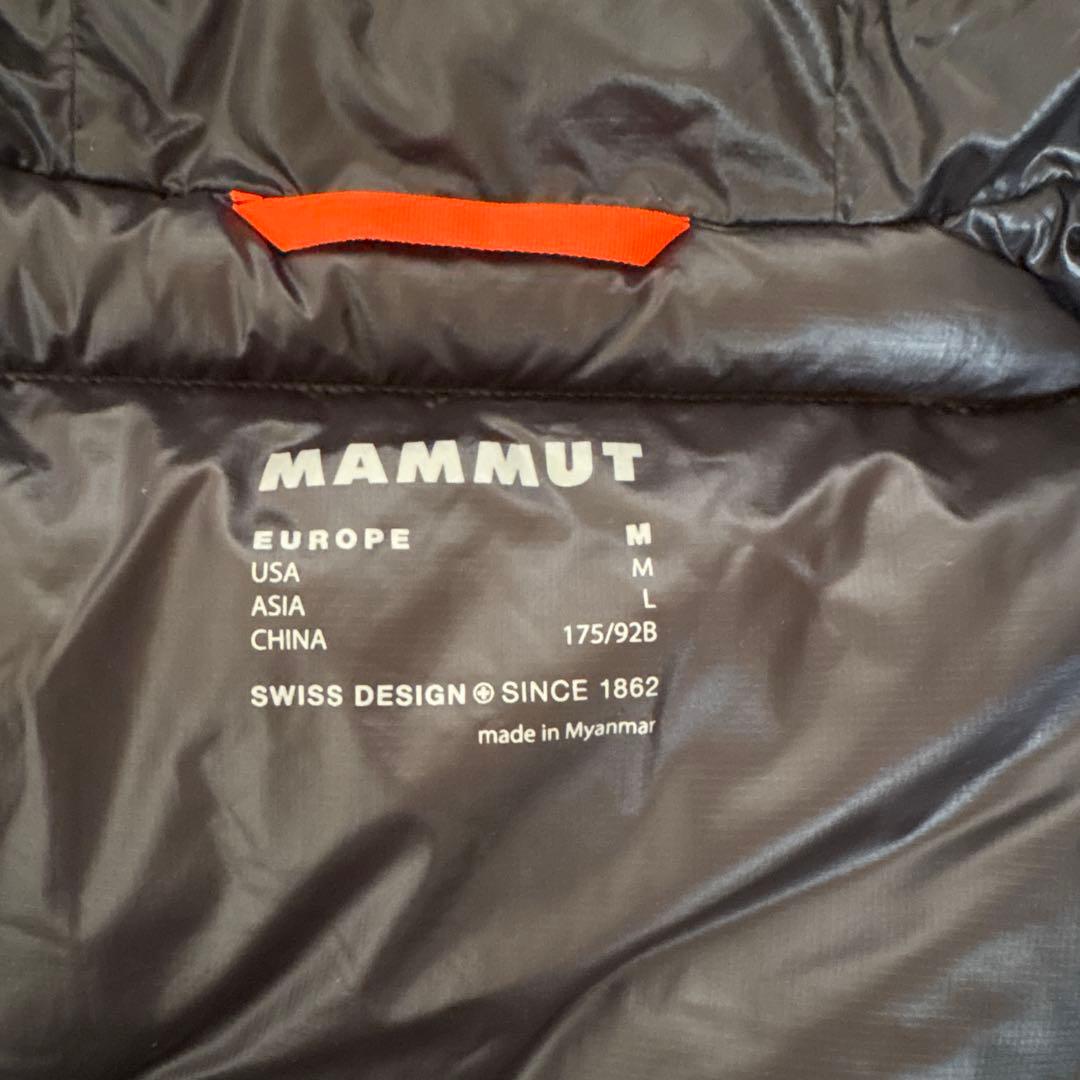 MAMMUT
EUROPE M
USA M
ASIA L
CHINA 175/92B
SWISS DESIGN SINCE 1862
made in Myanmar